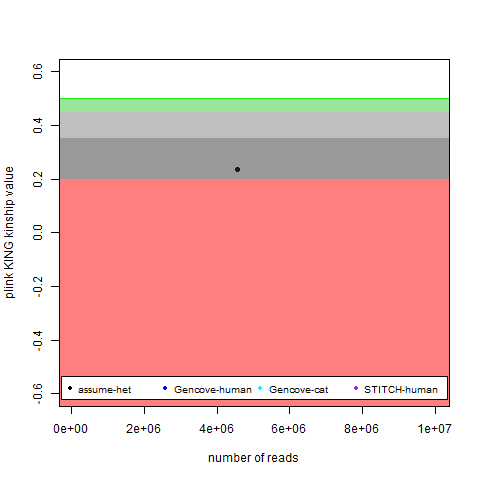 plink KING kinship value
0.6
0.4
0.2
0.0
-0.2
-0.4
-0.6
assume-het Gencove-human Gencove-cat STITCH-human
0e+00 2e+06 4e+06 6e+06 8e+06 1e+07
number of reads